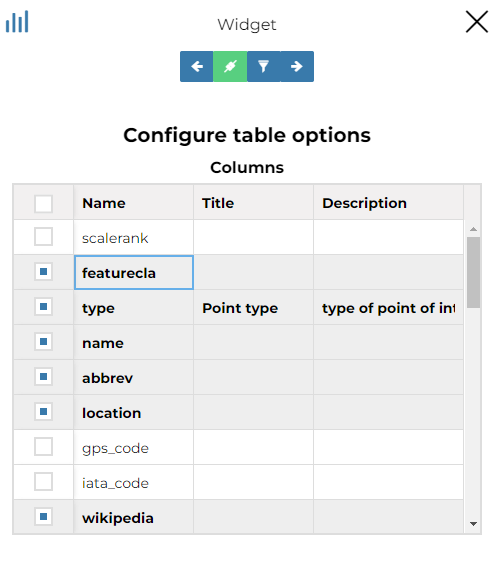 Widget
Configure table options
Columns
Name Title Description
scalerank
featurecla
type Point type type of point of int
name
abbrev
location
gps_code
iata_code
wikipedia